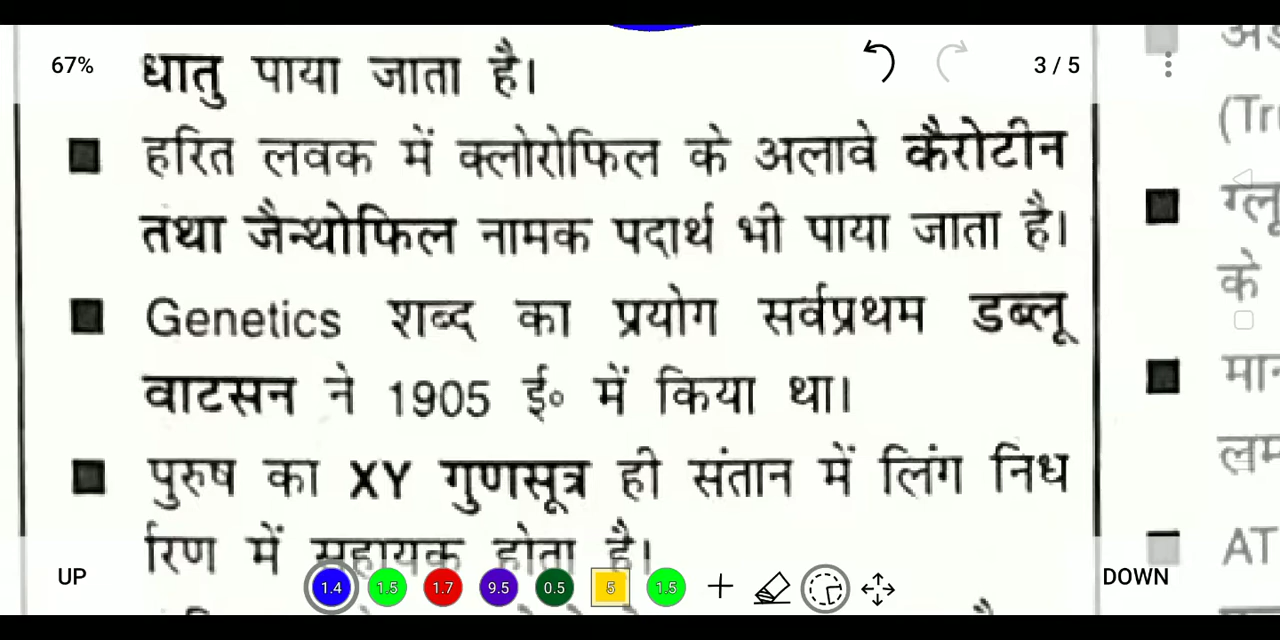 67%
3 / 5
धातु पाया जाता है।
■ हरित लवक में क्लोरोफिल के अलावे कैरोटीन
तथा जैन्थोफिल नामक पदार्थ भी पाया जाता है।
■ Genetics शब्द का प्रयोग सर्वप्रथम डब्लू
वाटसन ने 1905 ई॰ में किया था।
■ पुरुष का XY गुणसूत्र ही संतान में लिंग निध
र्रिण में सहायक होता है।
(Tri
ग्लू
के
AT
UP
DOWN
1.4 1.5 1.7 9.5 0.5 5 1.5